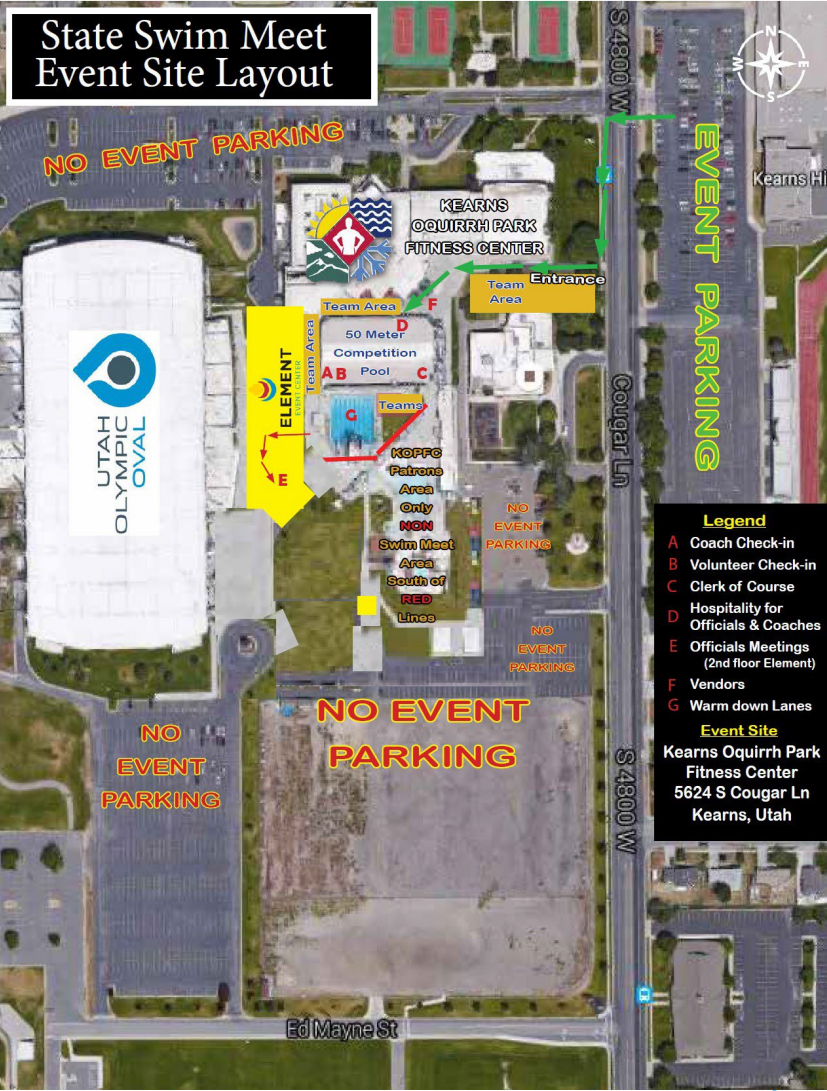 State Swim Meet
Event Site Layout
S 4800 W
N
W
E
S
NO EVENT PARKING
EVENT PARKING
Kearns Hi
KEARNS
OQUIRRH PARK
FITNESS CENTER
Entrance
Team
Area
Team Area
F
D
50 Meter
Competition
Pool
Team Area
A B
C
ELEMENT
EVENT CENTER
G
Teams
E
UTAH
OLYMPIC
OVAL
Cougar Ln
KOPFC
Patrons
Area
Only
NON
Swim Meet
Area
South of
RED
Lines
NO
EVENT
PARKING
NO
EVENT
PARKING
NO EVENT
PARKING
NO
EVENT
PARKING
Legend
A Coach Check-in
B Volunteer Check-in
C Clerk of Course
D Hospitality for
Officials & Coaches
E Officials Meetings
(2nd floor Element)
F Vendors
G Warm down Lanes
Event Site
Kearns Oquirrh Park
Fitness Center
5624 S Cougar Ln
Kearns, Utah
S 4800 W
Ed Mayne St